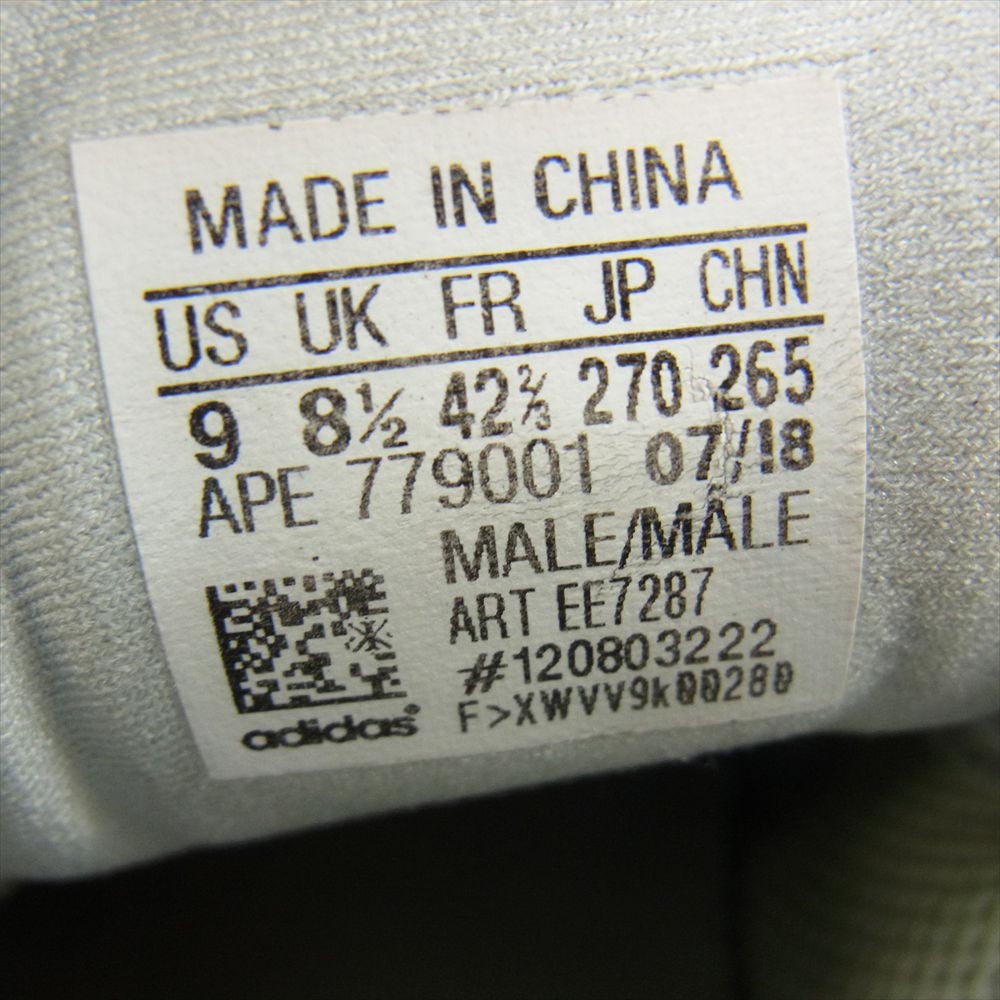 MADE IN CHINA
US UK FR JP CHN
9 8½ 42⅔ 270 265
APE 779001 07/18
MALE/MÂLE
ART EE7287
#120803222
F>XWVV9k00280
adidas®